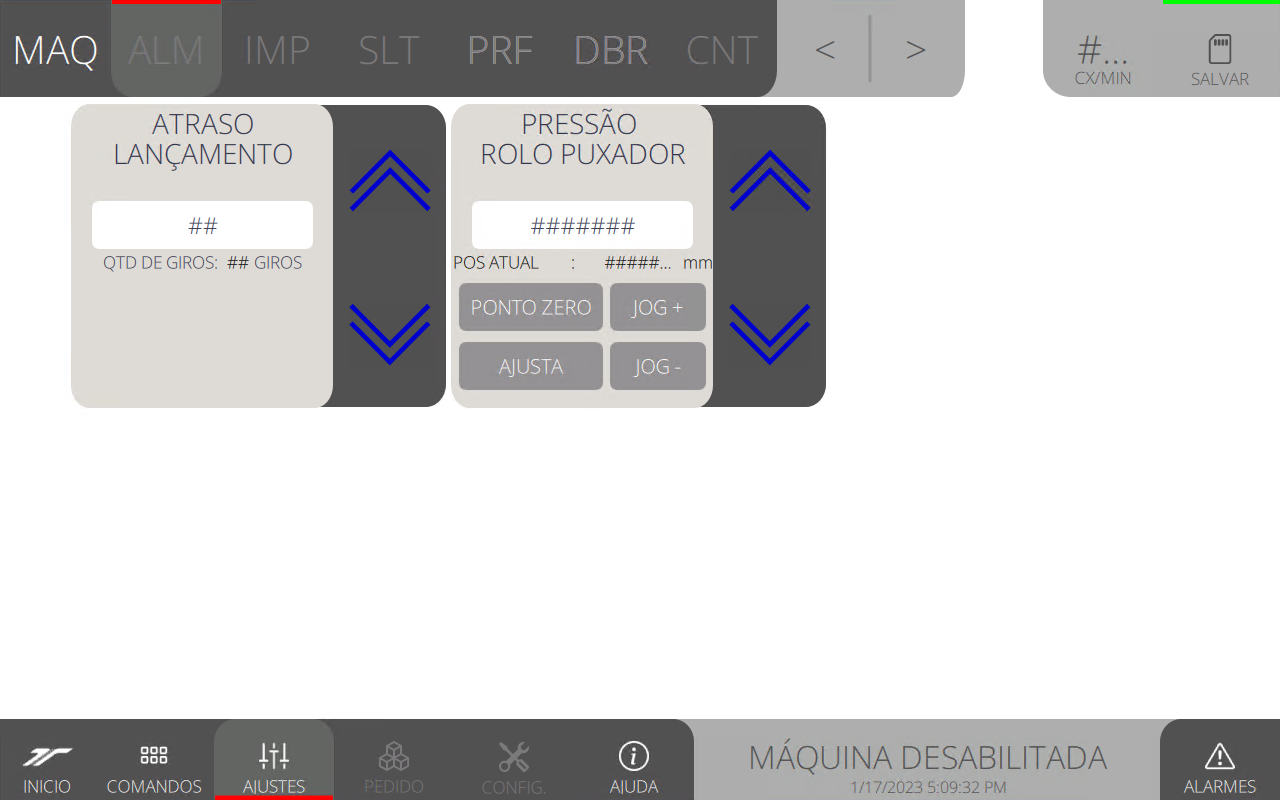 MAQ ALM IMP SLT PRF DBR CNT < > #... CX/MIN SALVAR
ATRASO
LANÇAMENTO
##
QTD DE GIROS: ## GIROS
PRESSÃO
ROLO PUXADOR
#######
POS ATUAL : #####... mm
PONTO ZERO JOG +
AJUSTA JOG -
INICIO COMANDOS AJUSTES PEDIDO CONFIG. AJUDA
MÁQUINA DESABILITADA
1/17/2023 5:09:32 PM
ALARMES